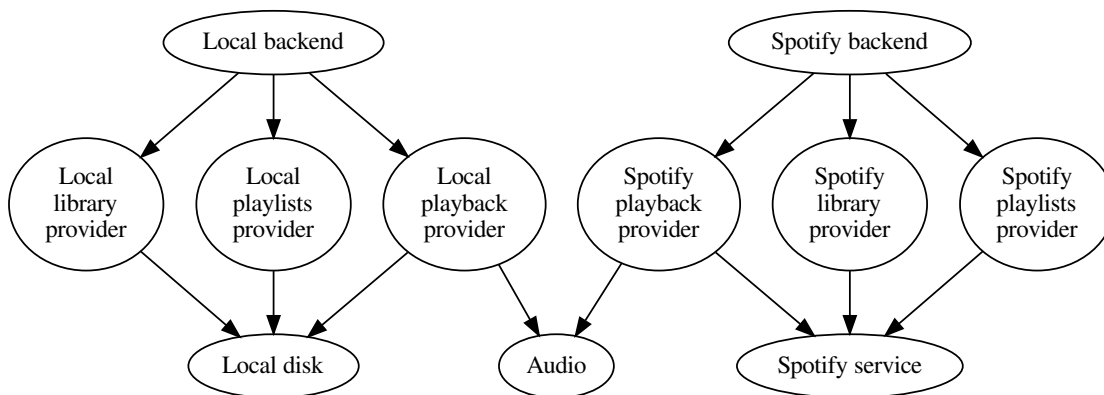 Local backend
Spotify backend
Local
library
provider
Local
playlists
provider
Local
playback
provider
Spotify
playback
provider
Spotify
library
provider
Spotify
playlists
provider
Local disk
Audio
Spotify service